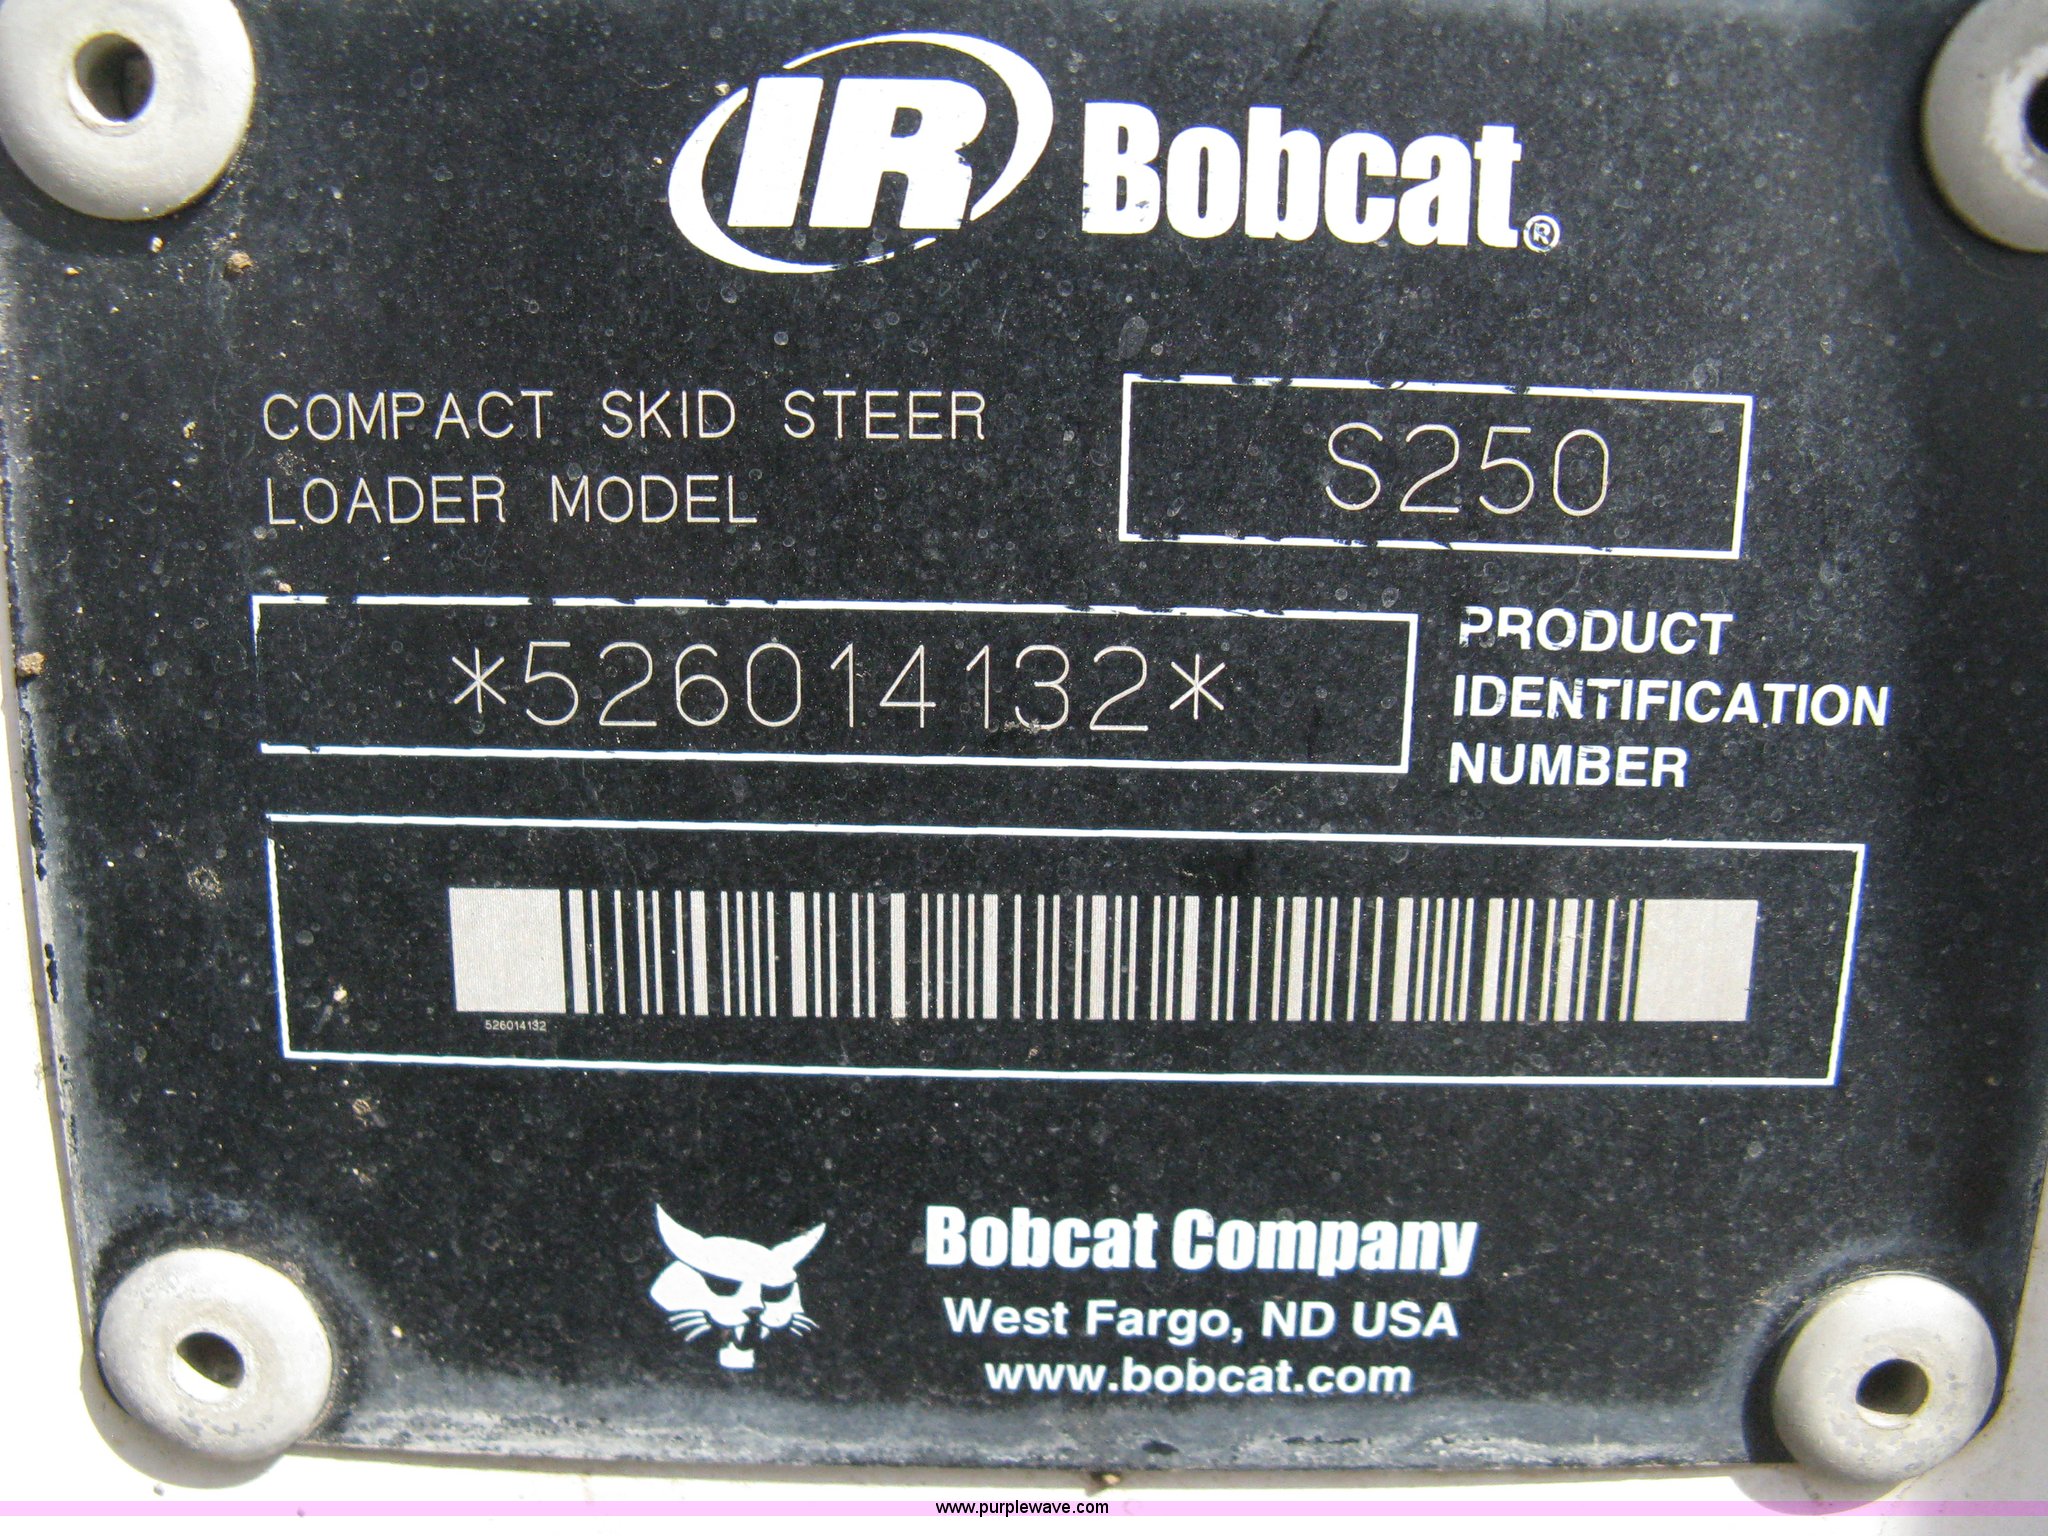 IR Bobcat®
COMPACT SKID STEER
LOADER MODEL
S250
*526014132*
PRODUCT
IDENTIFICATION
NUMBER
526014132
Bobcat Company
West Fargo, ND USA
www.bobcat.com
www.purplewave.com